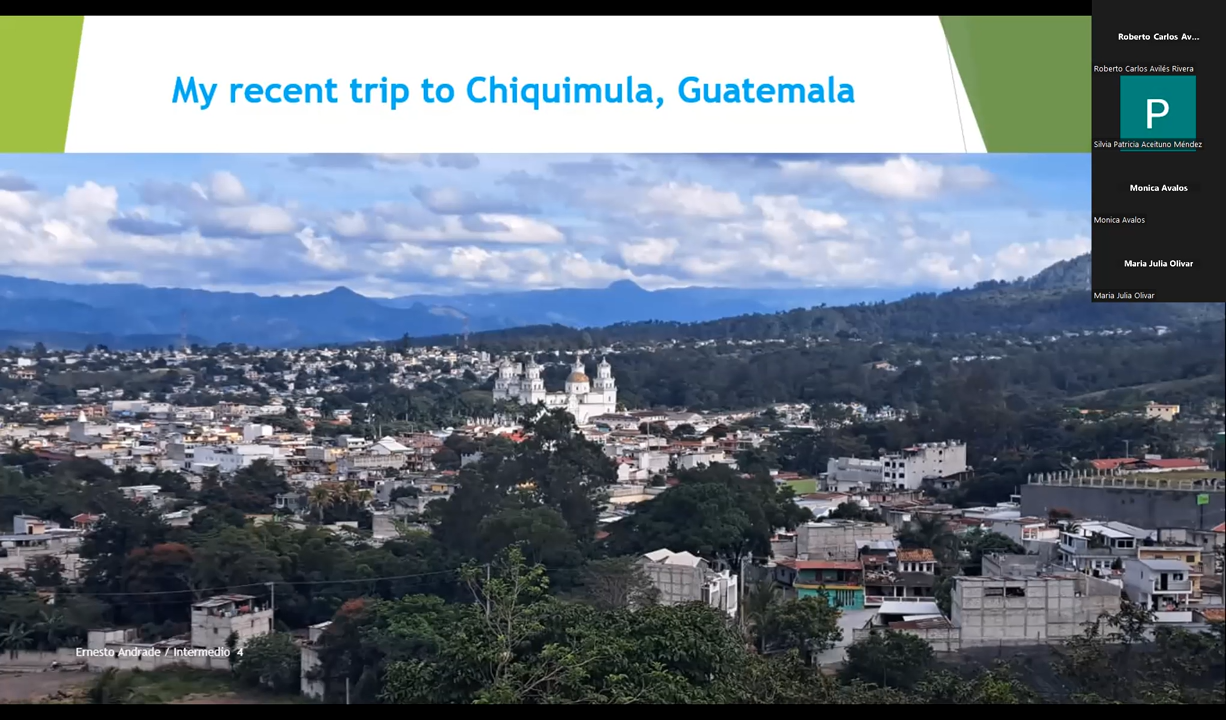 My recent trip to Chiquimula, Guatemala
Roberto Carlos Av...
Roberto Carlos Avilés Rivera
P
Silvia Patricia Aceituno Méndez
Monica Avalos
Monica Avalos
Maria Julia Olivar
Maria Julia Olivar
Ernesto Andrade / Intermedio 4